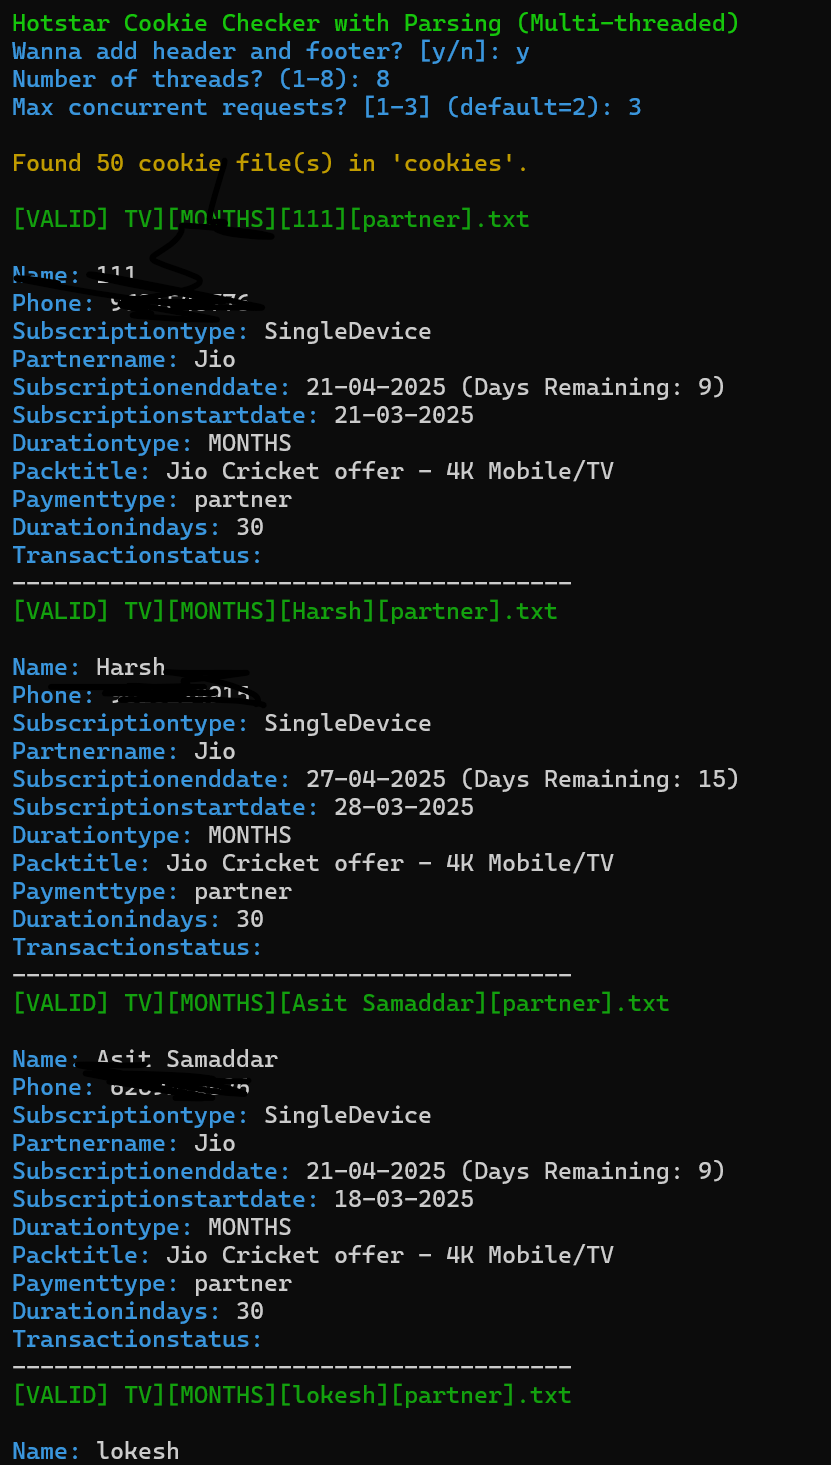 Hotstar Cookie Checker with Parsing (Multi-threaded)
Wanna add header and footer? [y/n]: y
Number of threads? (1-8): 8
Max concurrent requests? [1-3] (default=2): 3
Found 50 cookie file(s) in 'cookies'.
[VALID] TV][MONTHS][111][partner].txt
Name: 111
Phone:
Subscriptiontype: SingleDevice
Partnername: Jio
Subscriptionenddate: 21-04-2025 (Days Remaining: 9)
Subscriptionstartdate: 21-03-2025
Durationtype: MONTHS
Packtitle: Jio Cricket offer - 4K Mobile/TV
Paymenttype: partner
Durationindays: 30
Transactionstatus:
----------------------------------------
[VALID] TV][MONTHS][Harsh][partner].txt
Name: Harsh
Phone:
Subscriptiontype: SingleDevice
Partnername: Jio
Subscriptionenddate: 27-04-2025 (Days Remaining: 15)
Subscriptionstartdate: 28-03-2025
Durationtype: MONTHS
Packtitle: Jio Cricket offer - 4K Mobile/TV
Paymenttype: partner
Durationindays: 30
Transactionstatus:
----------------------------------------
[VALID] TV][MONTHS][Asit Samaddar][partner].txt
Name: Asit Samaddar
Phone:
Subscriptiontype: SingleDevice
Partnername: Jio
Subscriptionenddate: 21-04-2025 (Days Remaining: 9)
Subscriptionstartdate: 18-03-2025
Durationtype: MONTHS
Packtitle: Jio Cricket offer - 4K Mobile/TV
Paymenttype: partner
Durationindays: 30
Transactionstatus:
----------------------------------------
[VALID] TV][MONTHS][lokesh][partner].txt
Name: lokesh